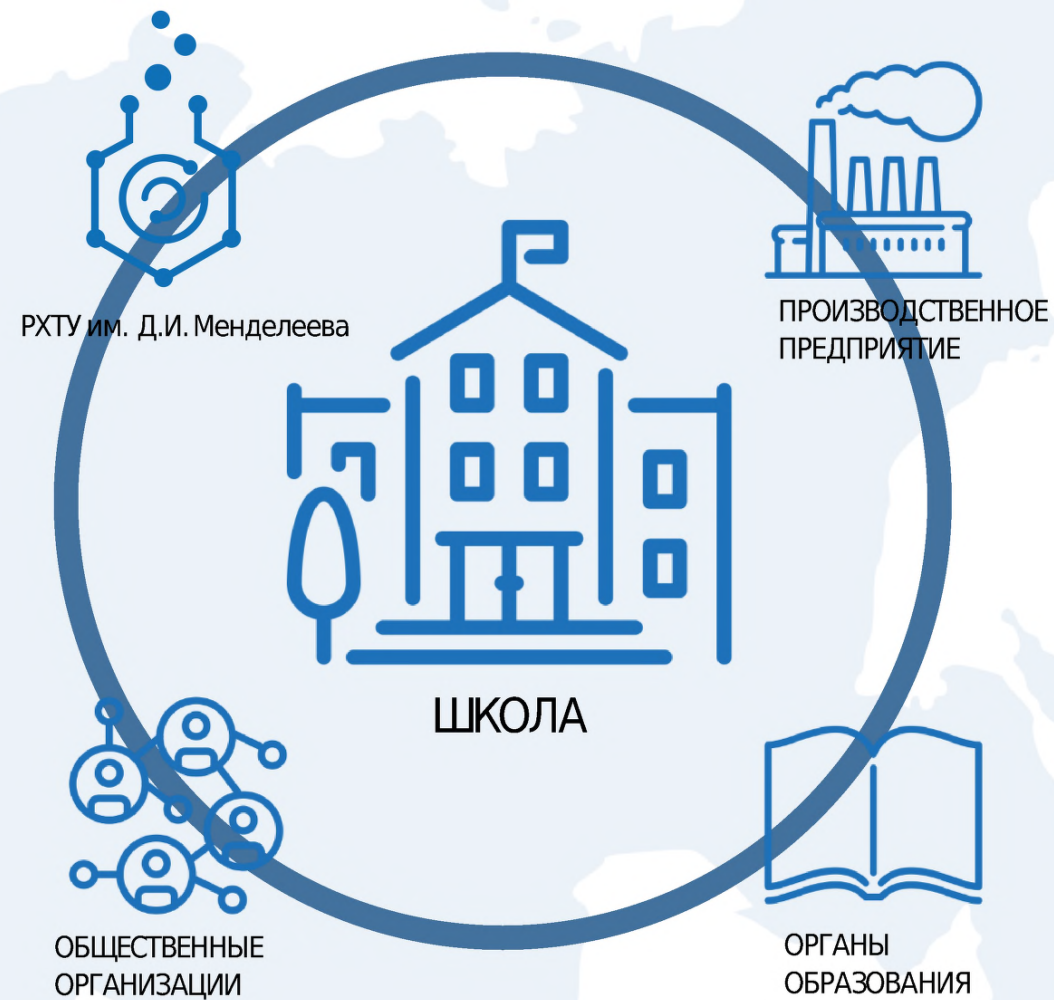 РХТУ им. Д.И. Менделеева
ПРОИЗВОДСТВЕННОЕ
ПРЕДПРИЯТИЕ
ШКОЛА
ОБЩЕСТВЕННЫЕ
ОРГАНИЗАЦИИ
ОРГАНЫ
ОБРАЗОВАНИЯ